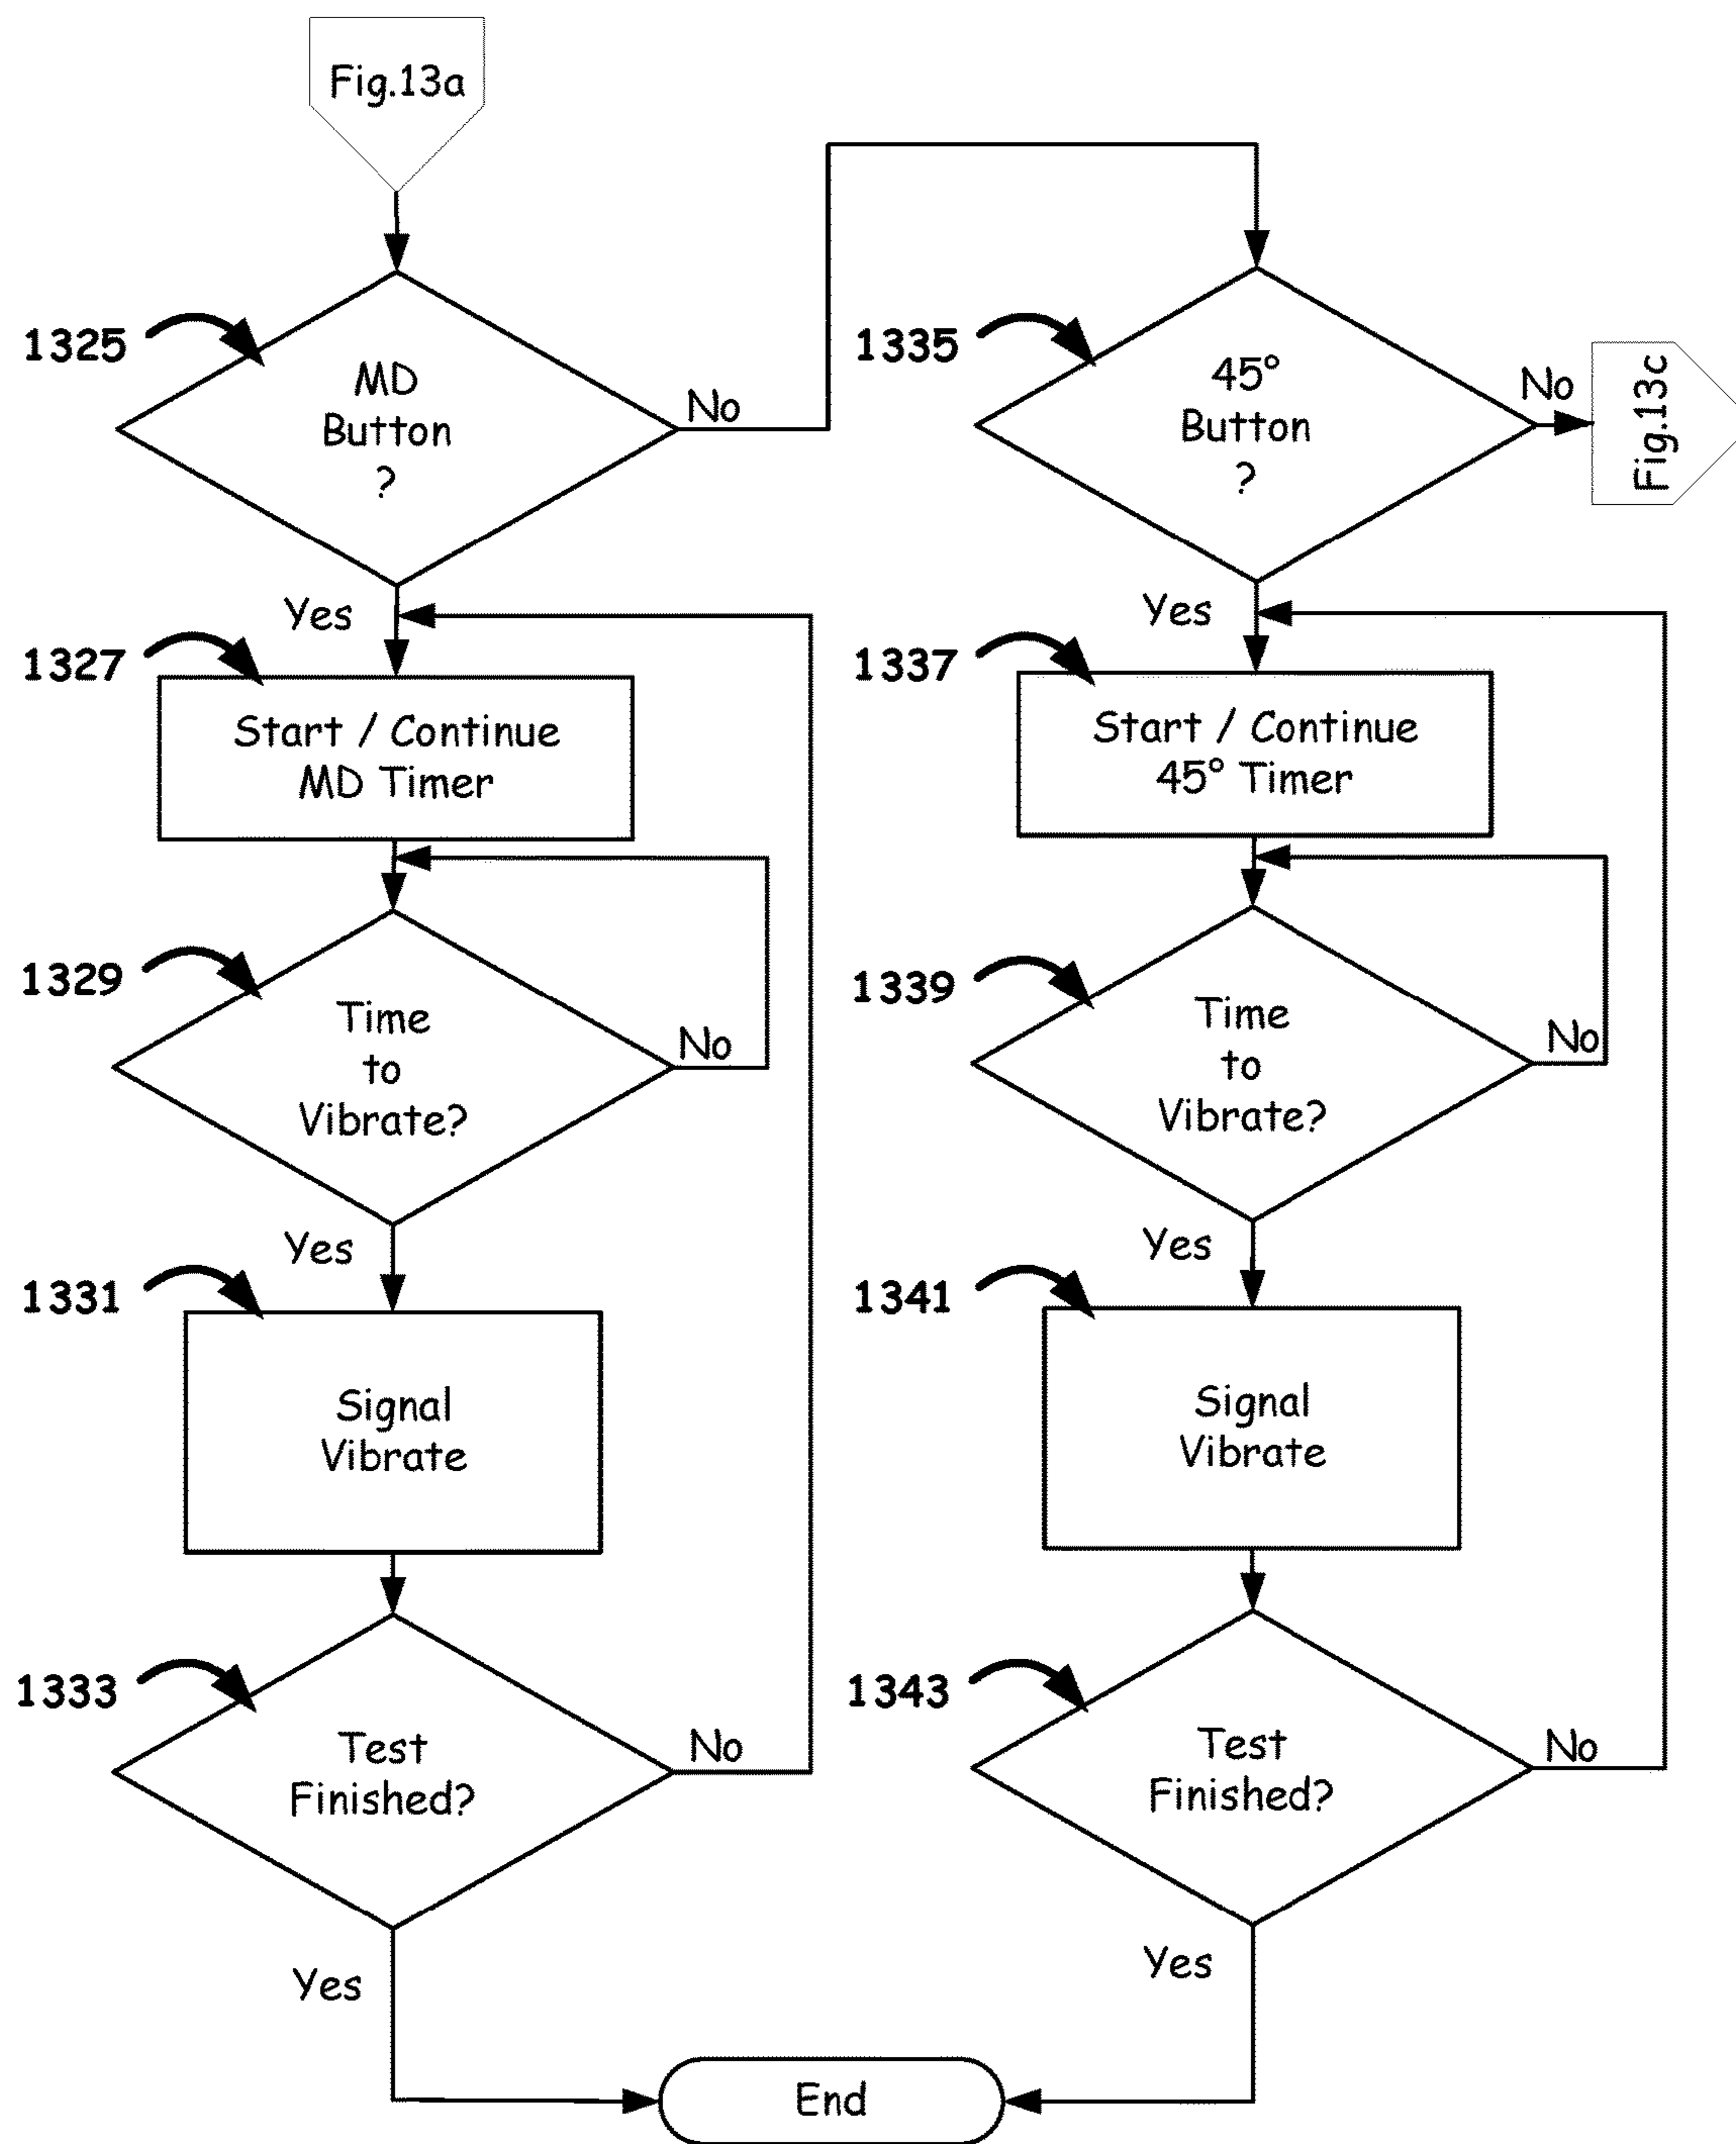 Fig.13a
1325
MD
Button
?
No
Yes
1327
Start / Continue
MD Timer
1329
Time
to
Vibrate?
No
Yes
1331
Signal
Vibrate
1333
Test
Finished?
No
Yes
1335
45°
Button
?
No
Fig.13c
Yes
1337
Start / Continue
45° Timer
1339
Time
to
Vibrate?
No
Yes
1341
Signal
Vibrate
1343
Test
Finished?
No
Yes
End